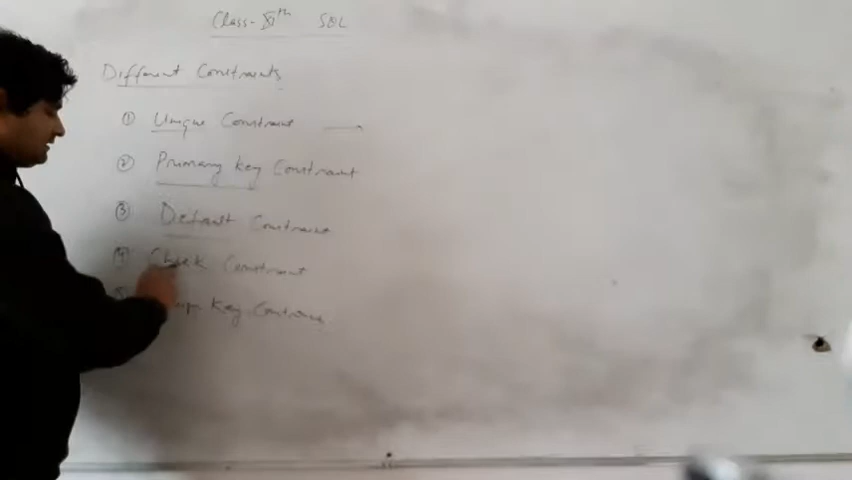 Class-XIth SQL
Different Constraints
① Unique Constraint →
② Primary Key Constraint
③ Default Constraint
④ Check Constraint
Key Constraint